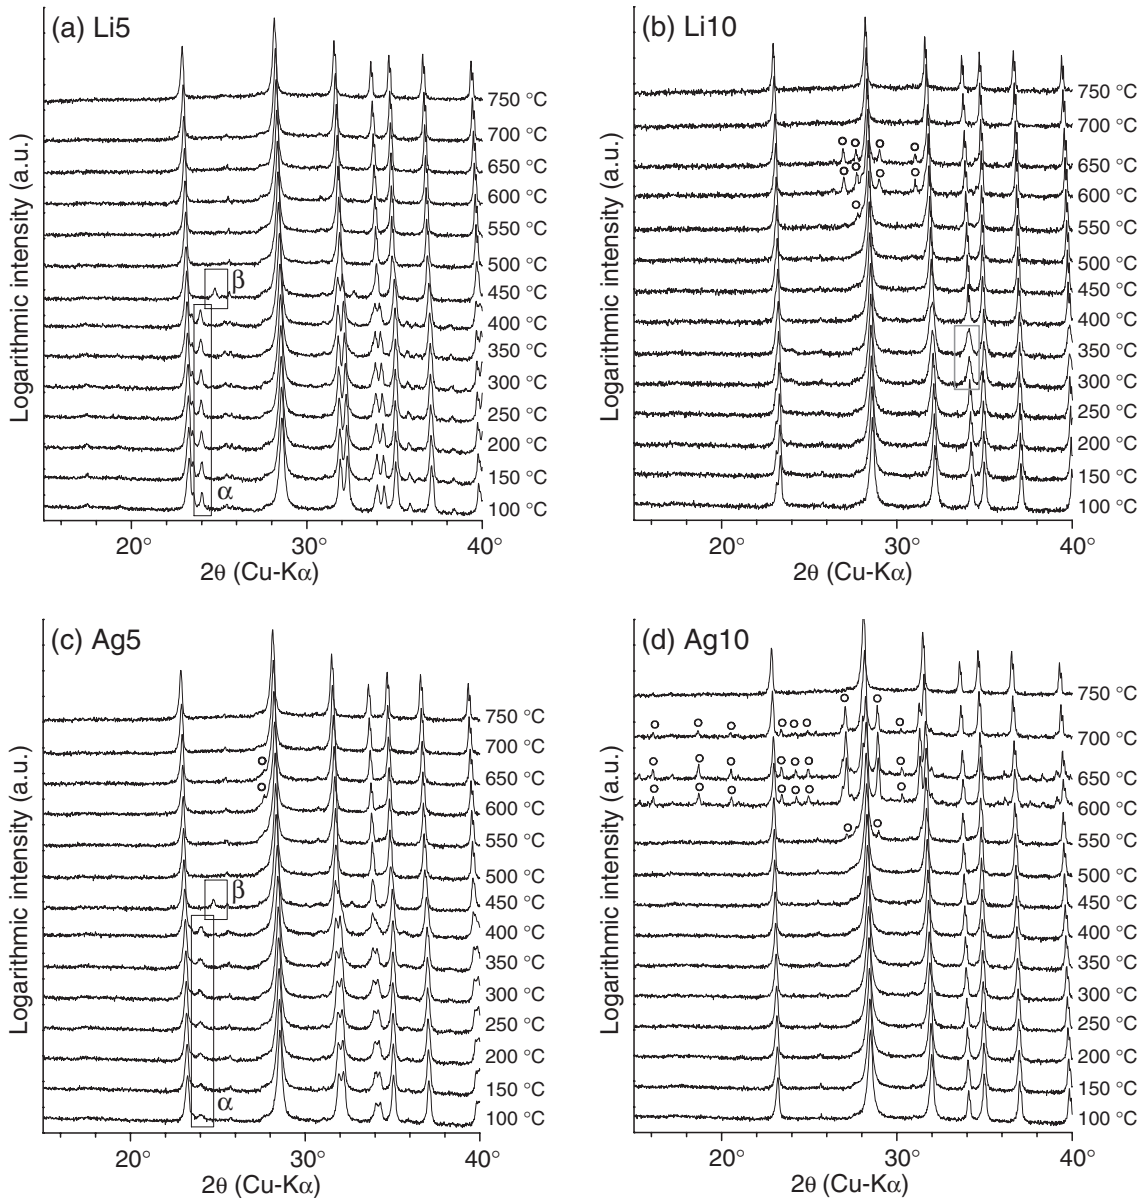 (a) Li5
Logarithmic intensity (a.u.)
750 °C
700 °C
650 °C
600 °C
550 °C
500 °C
β
450 °C
400 °C
350 °C
300 °C
250 °C
200 °C
150 °C
α
100 °C
20° 30° 40°
2θ (Cu-Kα)
(b) Li10
Logarithmic intensity (a.u.)
750 °C
700 °C
650 °C
600 °C
550 °C
500 °C
450 °C
400 °C
350 °C
300 °C
250 °C
200 °C
150 °C
100 °C
20° 30° 40°
2θ (Cu-Kα)
(c) Ag5
Logarithmic intensity (a.u.)
750 °C
700 °C
650 °C
600 °C
550 °C
500 °C
β
450 °C
400 °C
350 °C
300 °C
250 °C
200 °C
150 °C
α
100 °C
20° 30° 40°
2θ (Cu-Kα)
(d) Ag10
Logarithmic intensity (a.u.)
750 °C
700 °C
650 °C
600 °C
550 °C
500 °C
450 °C
400 °C
350 °C
300 °C
250 °C
200 °C
150 °C
100 °C
20° 30° 40°
2θ (Cu-Kα)